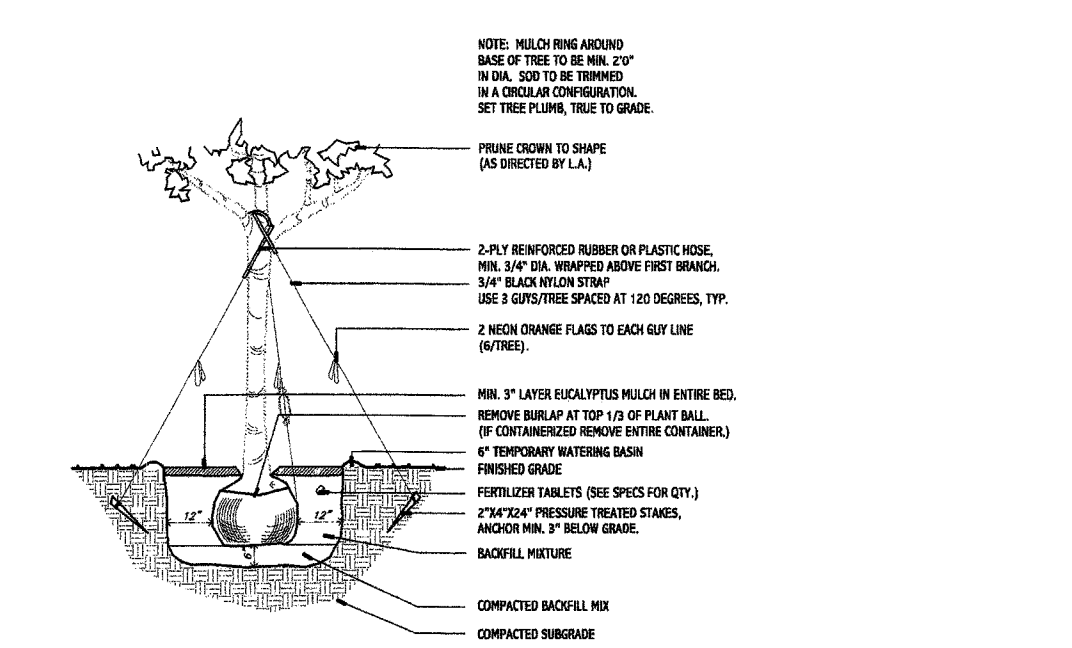 NOTE: MULCH RING AROUND
BASE OF TREE TO BE MIN. 2'0"
IN DIA. SOD TO BE TRIMMED
IN A CIRCULAR CONFIGURATION.
SET TREE PLUMB, TRUE TO GRADE.
PRUNE CROWN TO SHAPE
(AS DIRECTED BY L.A.)
2-PLY REINFORCED RUBBER OR PLASTIC HOSE,
MIN. 3/4" DIA. WRAPPED ABOVE FIRST BRANCH.
3/4" BLACK NYLON STRAP
USE 3 GUYS/TREE SPACED AT 120 DEGREES, TYP.
2 NEON ORANGE FLAGS TO EACH GUY LINE
(6/TREE).
MIN. 3" LAYER EUCALYPTUS MULCH IN ENTIRE BED.
REMOVE BURLAP AT TOP 1/3 OF PLANT BALL.
(IF CONTAINERIZED REMOVE ENTIRE CONTAINER.)
6" TEMPORARY WATERING BASIN
FINISHED GRADE
FERTILIZER TABLETS (SEE SPECS FOR QTY.)
2"X4"X24" PRESSURE TREATED STAKES,
ANCHOR MIN. 3" BELOW GRADE.
12" 12"
BACKFILL MIXTURE
6"
COMPACTED BACKFILL MIX
COMPACTED SUBGRADE